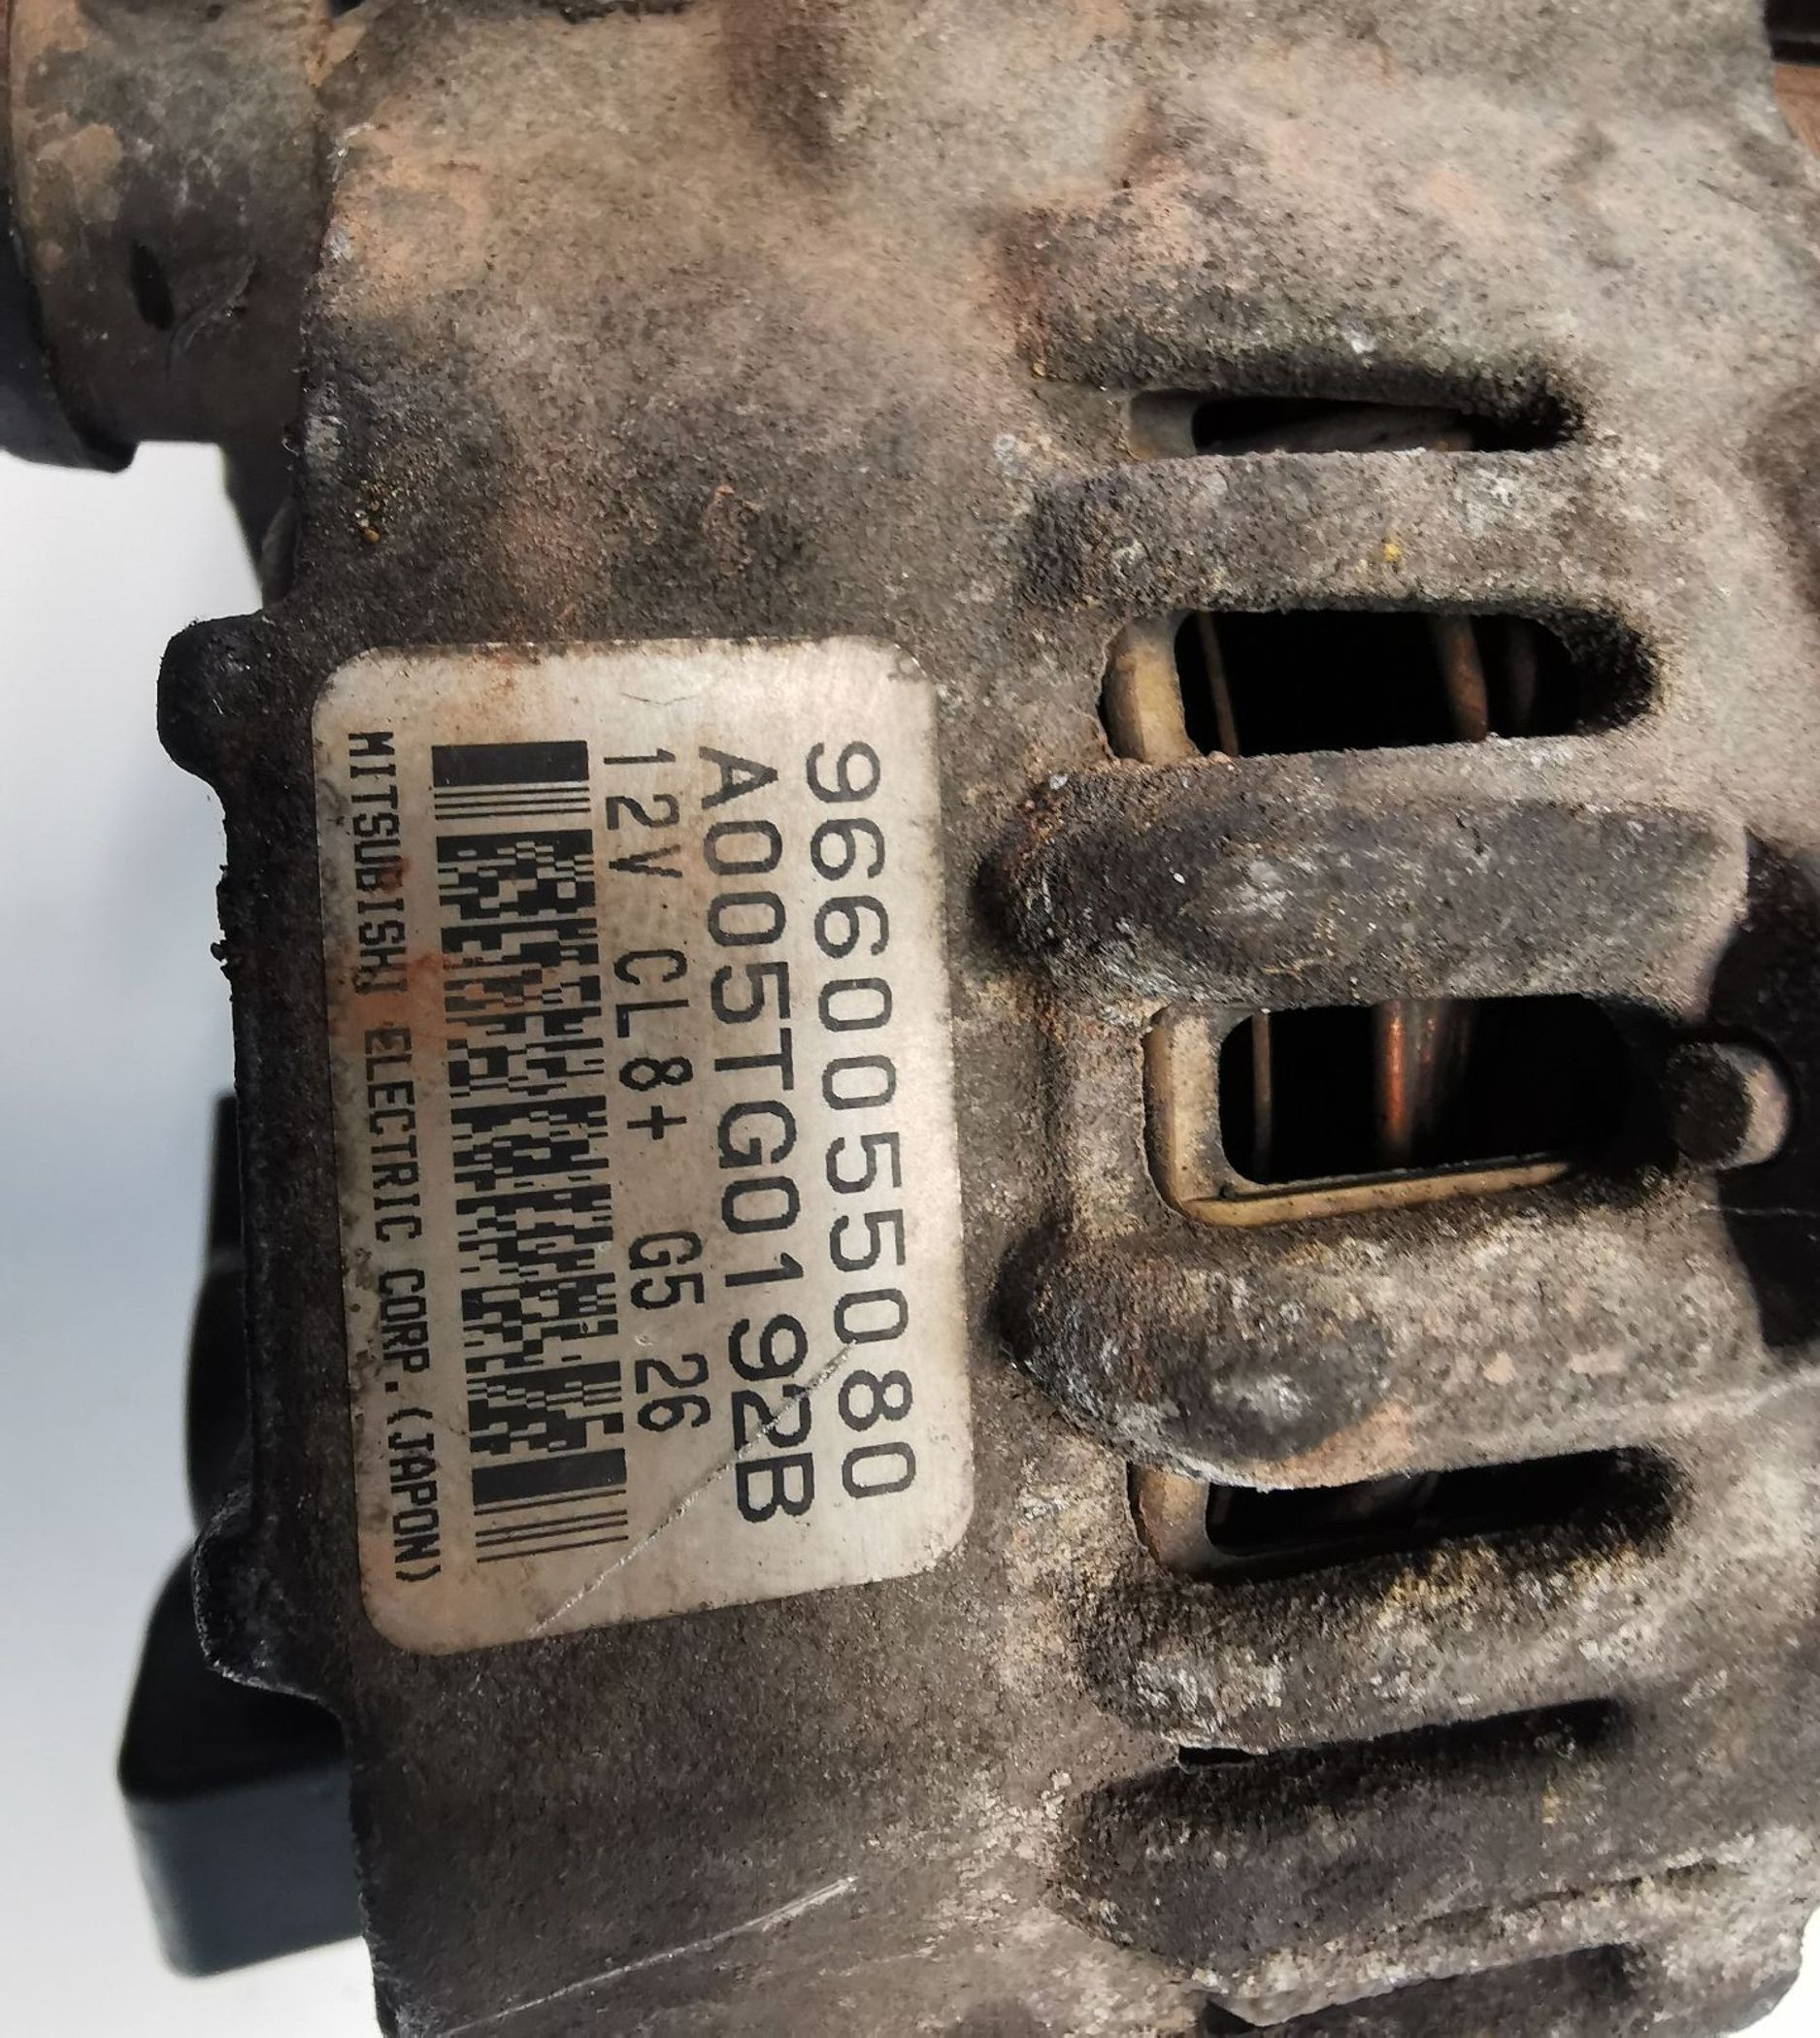 9660055080
A005TG0192B
12V CL8+ G5 26
MITSUBISHI ELECTRIC CORP.(JAPON)